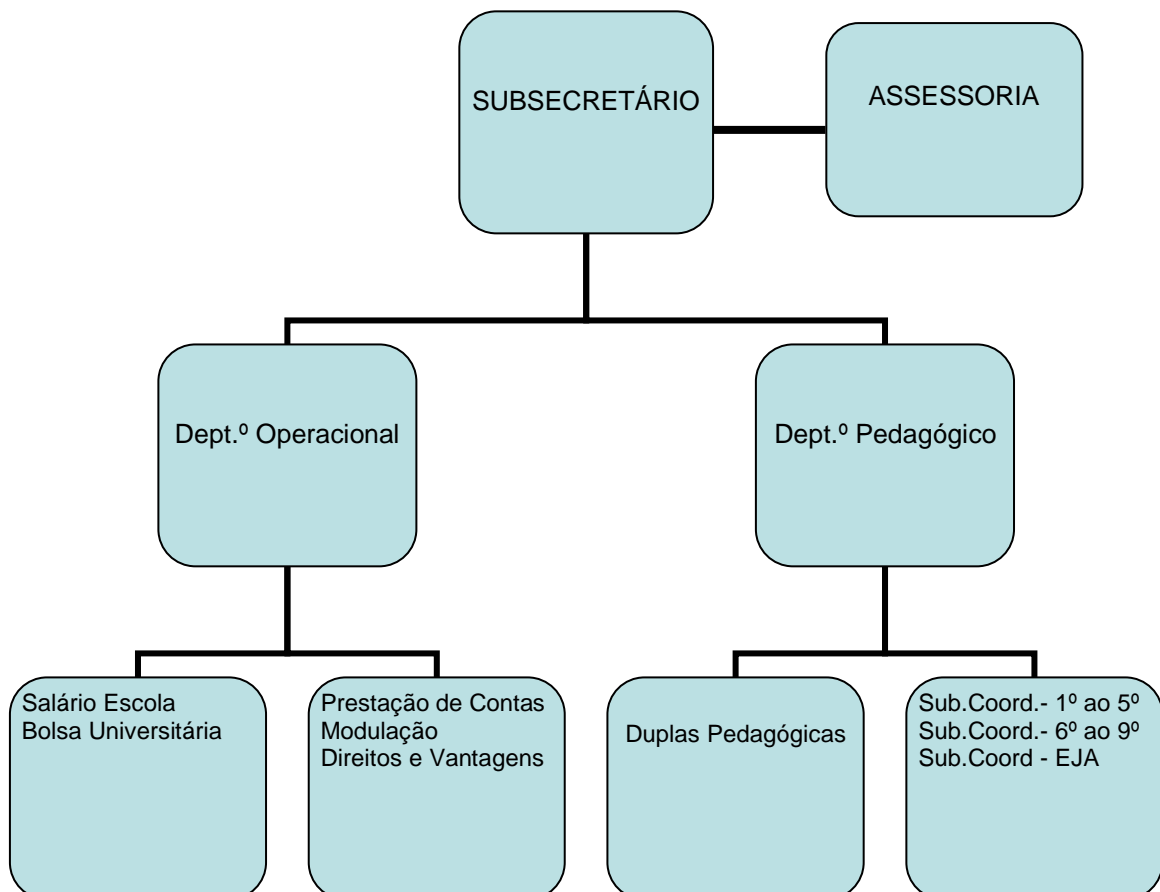 SUBSECRETÁRIO
ASSESSORIA
Dept.º Operacional
Dept.º Pedagógico
Salário Escola
Bolsa Universitária
Prestação de Contas
Modulação
Direitos e Vantagens
Duplas Pedagógicas
Sub.Coord.- 1º ao 5º
Sub.Coord.- 6º ao 9º
Sub.Coord - EJA